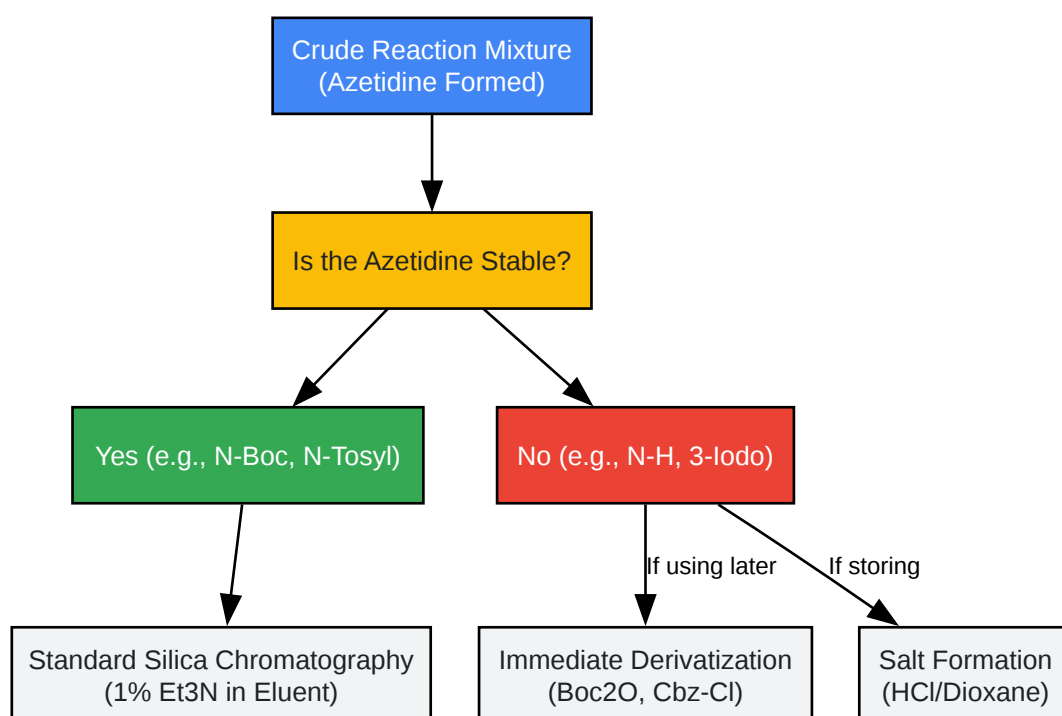 Crude Reaction Mixture
(Azetidine Formed)
Is the Azetidine Stable?
Yes (e.g., N-Boc, N-Tosyl)
No (e.g., N-H, 3-Iodo)
If using later
If storing
Standard Silica Chromatography
(1% Et3N in Eluent)
Immediate Derivatization
(Boc2O, Cbz-Cl)
Salt Formation
(HCl/Dioxane)